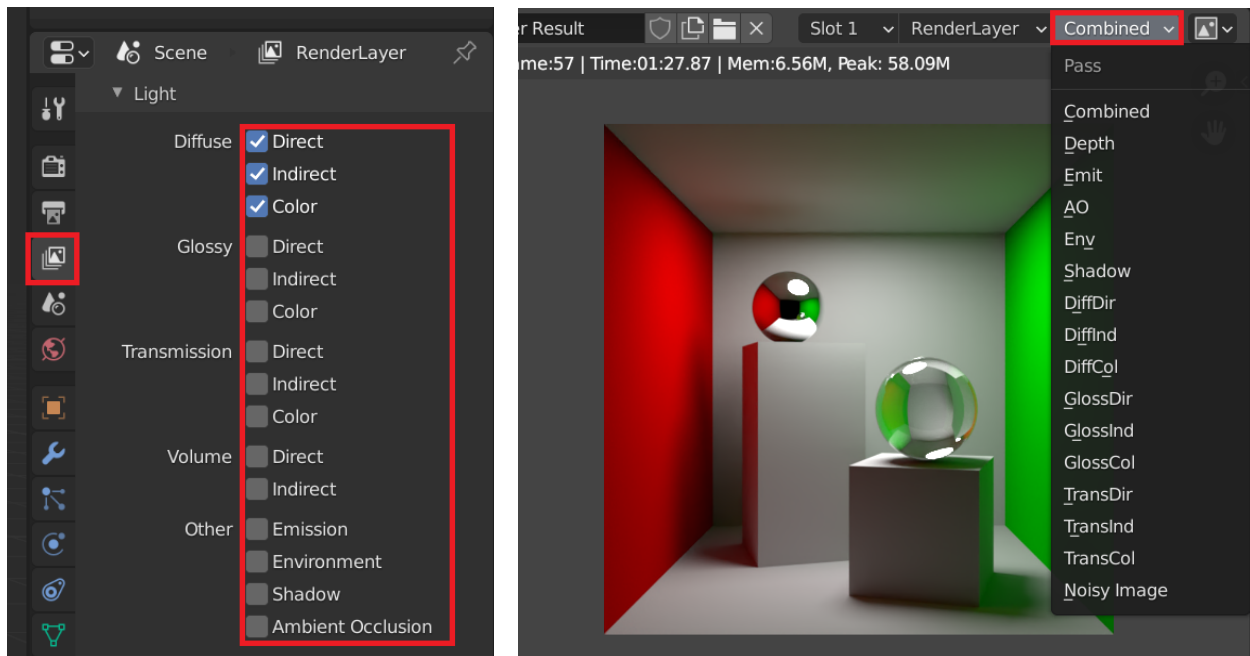 Scene RenderLayer
Light
Diffuse Direct
Indirect
Color
Glossy Direct
Indirect
Color
Transmission Direct
Indirect
Color
Volume Direct
Indirect
Other Emission
Environment
Shadow
Ambient Occlusion
r Result Slot 1 RenderLayer Combined
me:57 | Time:01:27.87 | Mem:6.56M, Peak: 58.09M
Pass
Combined
Depth
Emit
AO
Env
Shadow
DiffDir
DiffInd
DiffCol
GlossDir
GlossInd
GlossCol
TransDir
TransInd
TransCol
Noisy Image